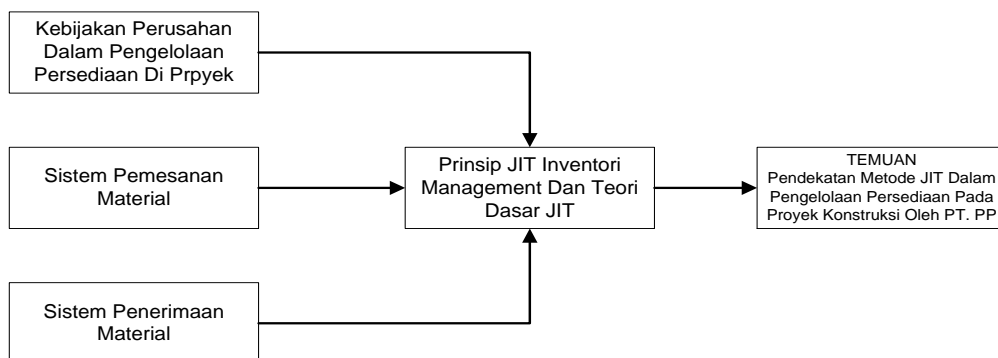 Kebijakan Perusahan
Dalam Pengelolaan
Persediaan Di Prpyek
Sistem Pemesanan
Material
Sistem Penerimaan
Material
Prinsip JIT Inventori
Management Dan Teori
Dasar JIT
TEMUAN
Pendekatan Metode JIT Dalam
Pengelolaan Persediaan Pada
Proyek Konstruksi Oleh PT. PP